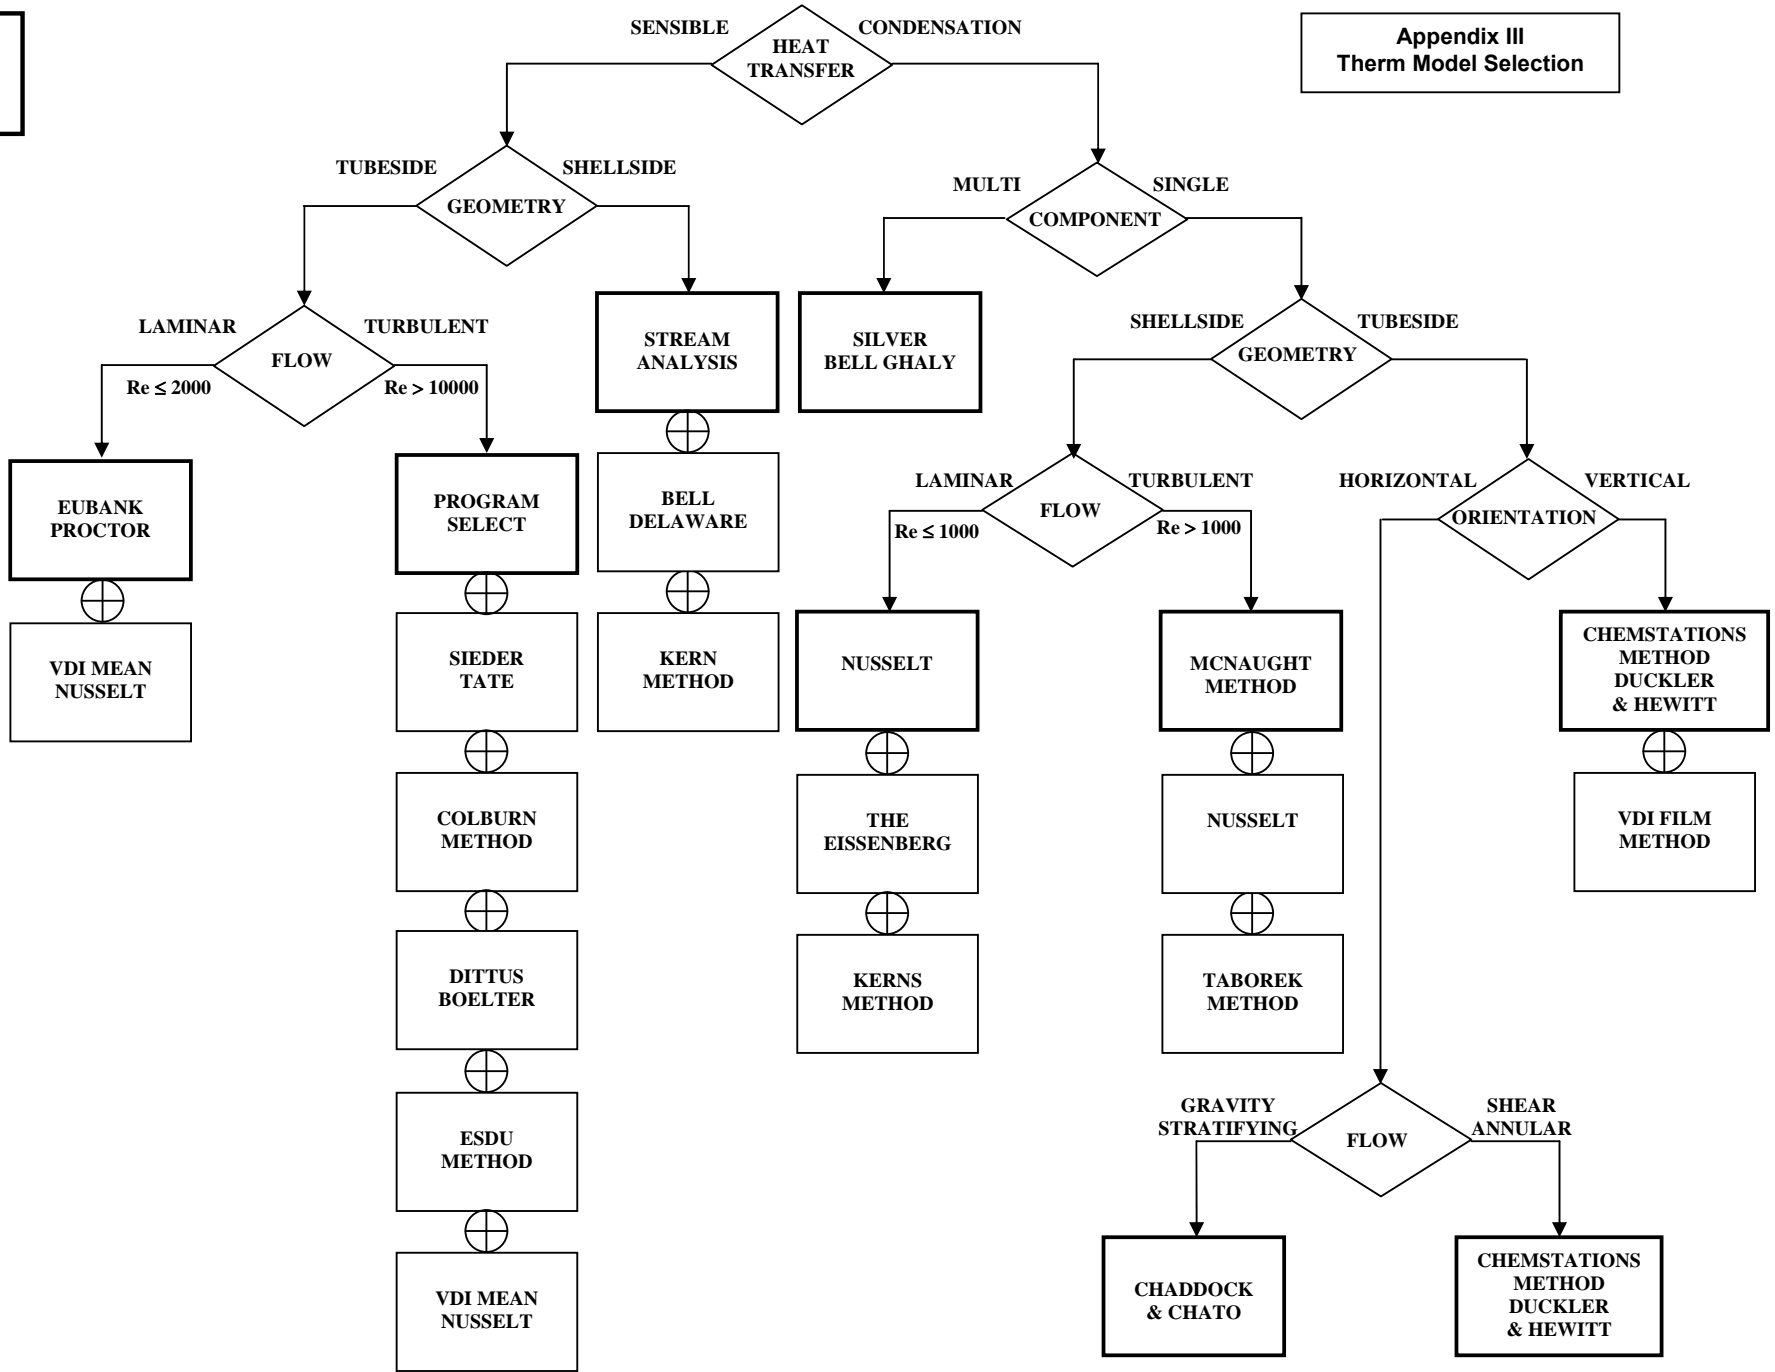 Appendix III
Therm Model Selection
SENSIBLE
CONDENSATION
HEAT
TRANSFER
TUBESIDE
SHELLSIDE
GEOMETRY
MULTI
SINGLE
COMPONENT
LAMINAR
TURBULENT
FLOW
Re ≤ 2000
Re > 10000
STREAM
ANALYSIS
SILVER
BELL GHALY
SHELLSIDE
TUBESIDE
GEOMETRY
EUBANK
PROCTOR
PROGRAM
SELECT
BELL
DELAWARE
LAMINAR
TURBULENT
FLOW
Re ≤ 1000
Re > 1000
HORIZONTAL
VERTICAL
ORIENTATION
VDI MEAN
NUSSELT
SIEDER
TATE
KERN
METHOD
NUSSELT
MCNAUGHT
METHOD
CHEMSTATIONS
METHOD
DUCKLER
& HEWITT
COLBURN
METHOD
THE
EISSENBERG
NUSSELT
VDI FILM
METHOD
DITTUS
BOELTER
KERNS
METHOD
TABOREK
METHOD
ESDU
METHOD
GRAVITY
STRATIFYING
SHEAR
ANNULAR
FLOW
VDI MEAN
NUSSELT
CHADDOCK
& CHATO
CHEMSTATIONS
METHOD
DUCKLER
& HEWITT